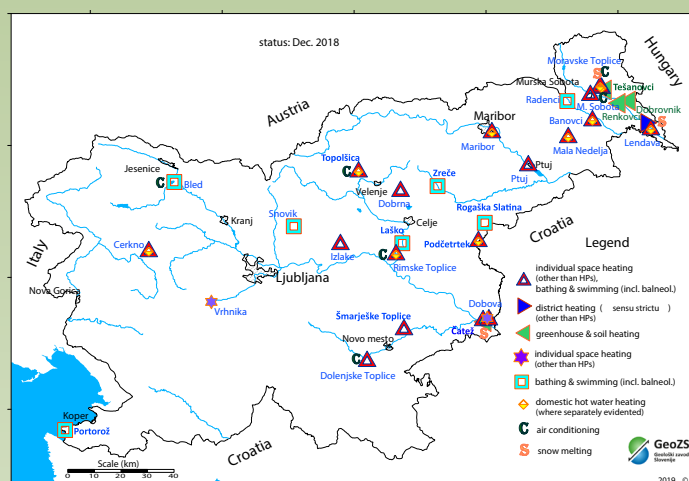 status: Dec. 2018
Hungary
Moravske Toplice
C
Murska Sobota
Tešanovci
C
Radenci
M. Sobota
Dobrovnik
Renkovci
Banovci
Lendava
Mala Nedelja
Austria
Maribor
Maribor
Ptuj
Ptuj
Jesenice
C
Bled
Topolšica
C
Velenje
Zreče
Dobrna
Rogaška Slatina
Snovik
Kranj
Celje
Laško
Podčetrtek
Croatia
Italy
Cerkno
Izlake
C
Rimske Toplice
Ljubljana
Nova Gorica
Vrhnika
Dobova
Šmarješke Toplice
Čatež
S
Novo mesto
C
Dolenjske Toplice
Koper
Portorož
Croatia
Scale (km)
0 10 20 30 40
Legend
individual space heating
(other than HPs),
bathing & swimming (incl. balneol.)
district heating ( sensu strictu )
(other than HPs)
greenhouse & soil heating
individual space heating
(other than HPs)
bathing & swimming (incl. balneol.)
domestic hot water heating
(where separately evidented)
C air conditioning
S snow melting
GeoZS
Geološki zavod
Slovenije
2019 ©